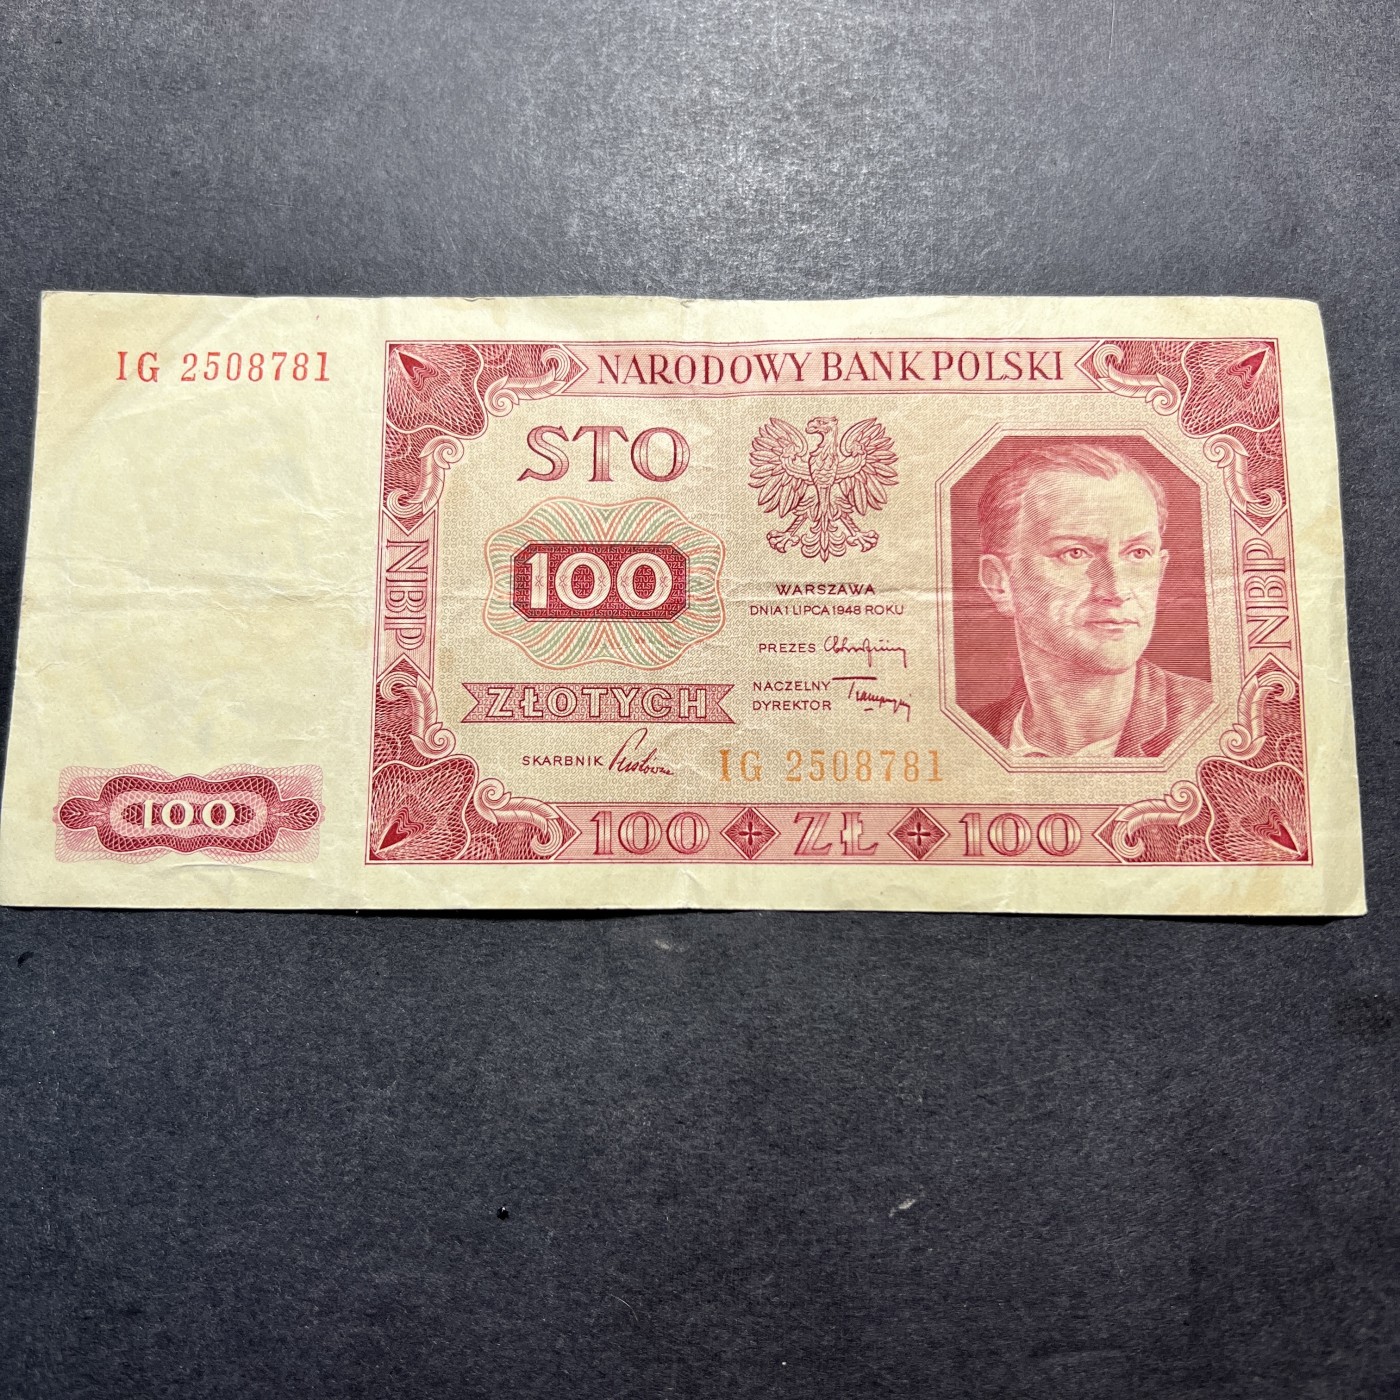 IG 2508781
NARODOWY BANK POLSKI
STO
100
ZŁOTYCH
WARSZAWA
DNIA 1 LIPCA 1948 ROKU
PREZES
NACZELNY
DYREKTOR
SKARBNIK
IG 2508781
NBP
NBP
100
100 ZŁ 100